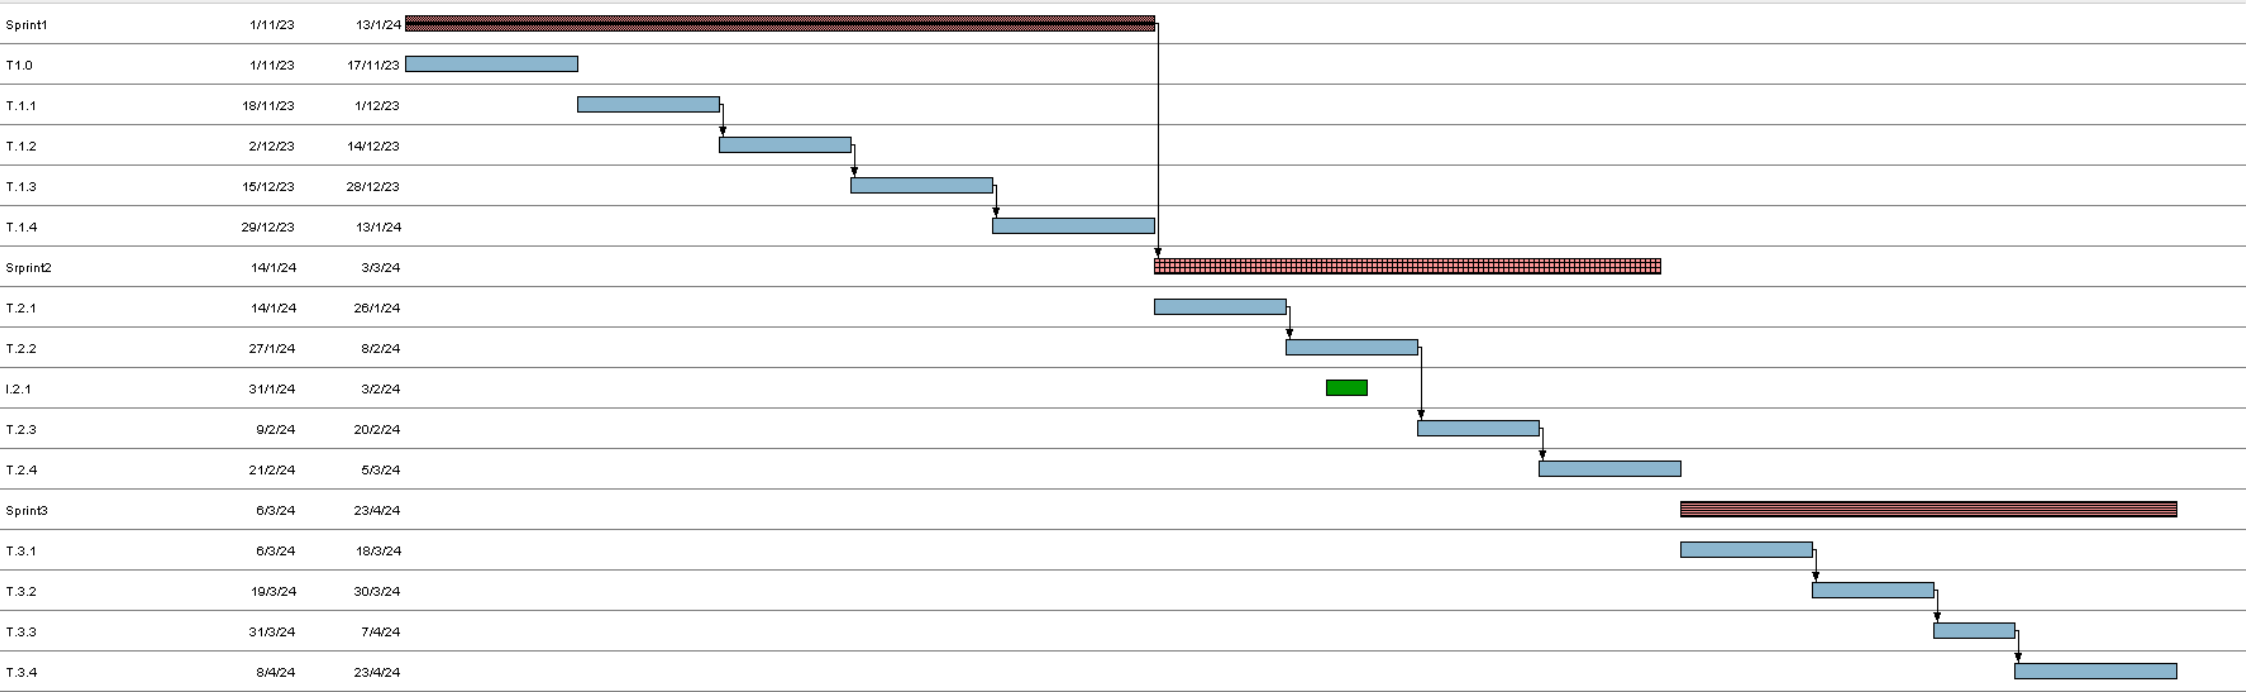 Sprint1 1/11/23 13/1/24
T1.0 1/11/23 17/11/23
T.1.1 18/11/23 1/12/23
T.1.2 2/12/23 14/12/23
T.1.3 15/12/23 28/12/23
T.1.4 29/12/23 13/1/24
Srprint2 14/1/24 3/3/24
T.2.1 14/1/24 26/1/24
T.2.2 27/1/24 8/2/24
I.2.1 31/1/24 3/2/24
T.2.3 9/2/24 20/2/24
T.2.4 21/2/24 5/3/24
Sprint3 6/3/24 23/4/24
T.3.1 6/3/24 18/3/24
T.3.2 19/3/24 30/3/24
T.3.3 31/3/24 7/4/24
T.3.4 8/4/24 23/4/24